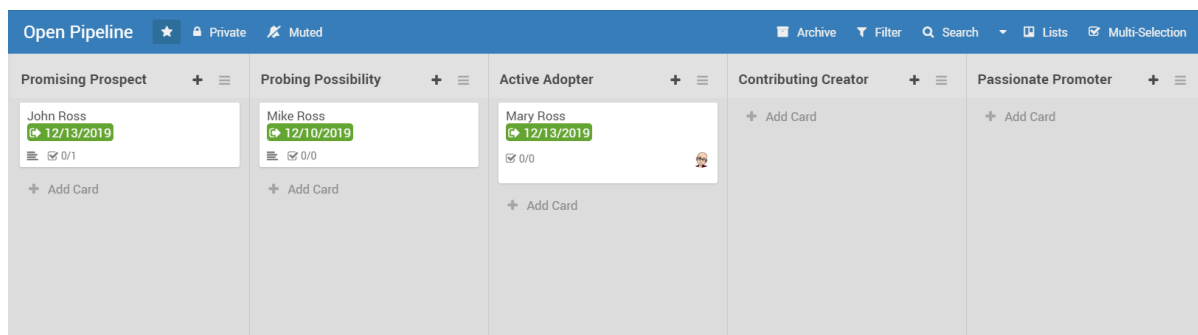 Open Pipeline Private Muted Archive Filter Search Lists Multi-Selection
Promising Prospect
John Ross
12/13/2019
0/1
Add Card
Probing Possibility
Mike Ross
12/10/2019
0/0
Add Card
Active Adopter
Mary Ross
12/13/2019
0/0
Add Card
Contributing Creator
Add Card
Passionate Promoter
Add Card